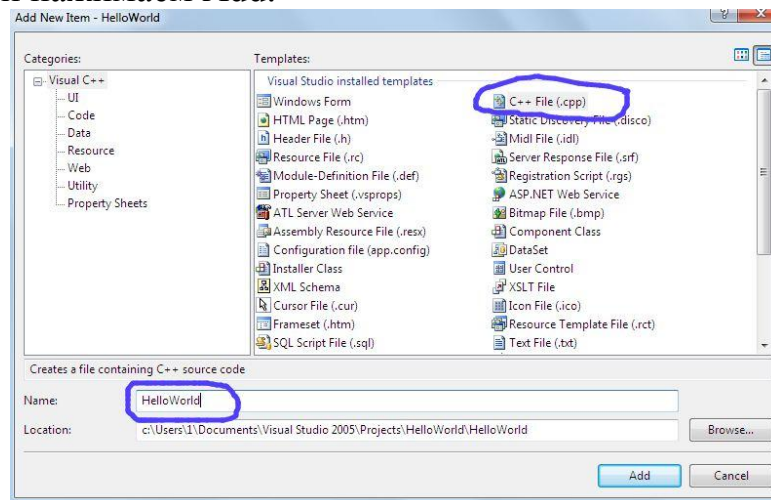 Add New Item - HelloWorld
Categories:
Templates:
Visual C++
UI
Code
Data
Resource
Web
Utility
Property Sheets
Visual Studio installed templates
Windows Form
C++ File (.cpp)
HTML Page (.htm)
Static Discovery File (.disco)
Header File (.h)
Midl File (.idl)
Resource File (.rc)
Server Response File (.srf)
Module-Definition File (.def)
Registration Script (.rgs)
Property Sheet (.vsprops)
ASP.NET Web Service
ATL Server Web Service
Bitmap File (.bmp)
Assembly Resource File (.resx)
Component Class
Configuration file (app.config)
DataSet
Installer Class
User Control
XML Schema
XSLT File
Cursor File (.cur)
Icon File (.ico)
Frameset (.htm)
Resource Template File (.rct)
SQL Script File (.sql)
Text File (.txt)
Creates a file containing C++ source code
Name:
HelloWorld
Location:
c:\Users\1\Documents\Visual Studio 2005\Projects\HelloWorld\HelloWorld
Browse...
Add
Cancel